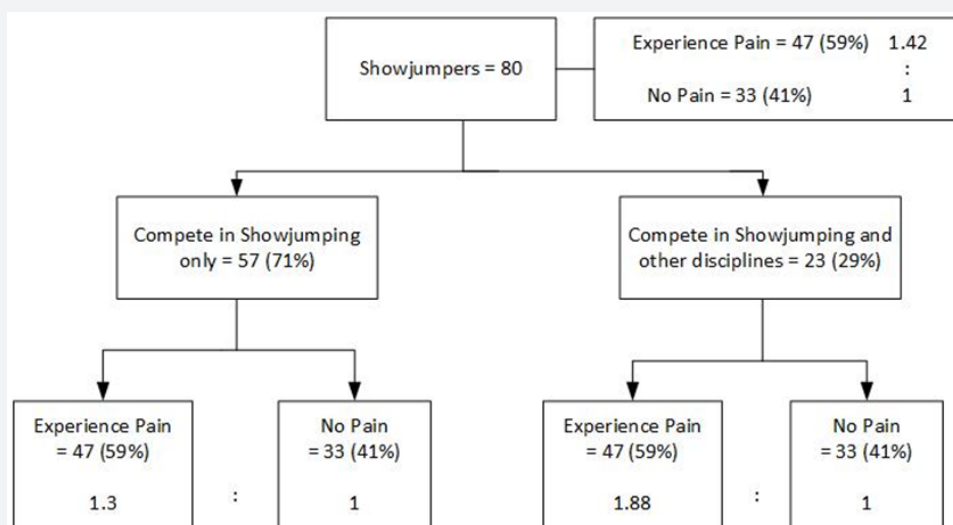 Showjumpers = 80
Experience Pain = 47 (59%) 1.42
:
No Pain = 33 (41%) 1
Compete in Showjumping
only = 57 (71%)
Compete in Showjumping and
other disciplines = 23 (29%)
Experience Pain
= 47 (59%)
1.3
:
No Pain
= 33 (41%)
1
Experience Pain
= 47 (59%)
1.88
:
No Pain
= 33 (41%)
1